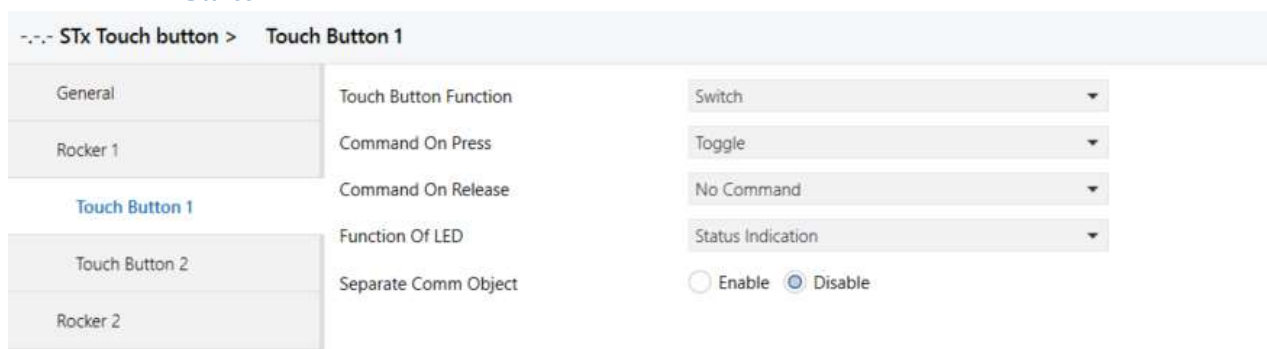 -.-.- STx Touch button > Touch Button 1
General
Rocker 1
Touch Button 1
Touch Button 2
Rocker 2
Touch Button Function Switch
Command On Press Toggle
Command On Release No Command
Function Of LED Status Indication
Separate Comm Object Enable Disable